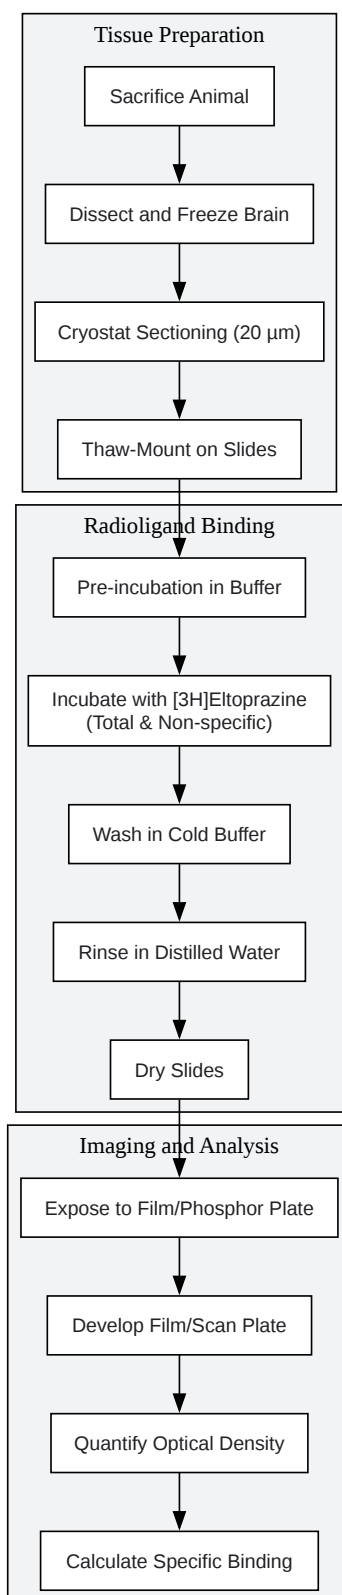 Tissue Preparation
Sacrifice Animal
Dissect and Freeze Brain
Cryostat Sectioning (20 µm)
Thaw-Mount on Slides
Radioligand Binding
Pre-incubation in Buffer
Incubate with [3H]Eltoprazine
(Total & Non-specific)
Wash in Cold Buffer
Rinse in Distilled Water
Dry Slides
Imaging and Analysis
Expose to Film/Phosphor Plate
Develop Film/Scan Plate
Quantify Optical Density
Calculate Specific Binding